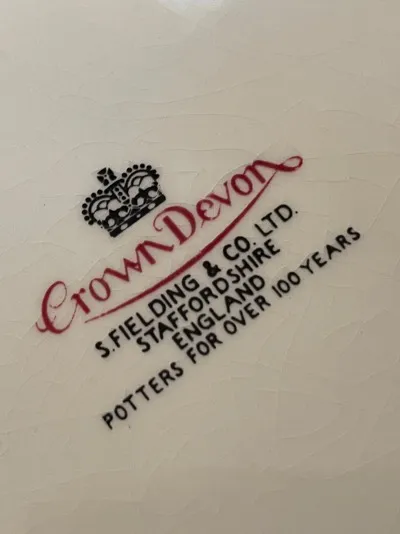 Crown Devon
S. FIELDING & CO. LTD.
STAFFORDSHIRE
ENGLAND
POTTERS FOR OVER 100 YEARS